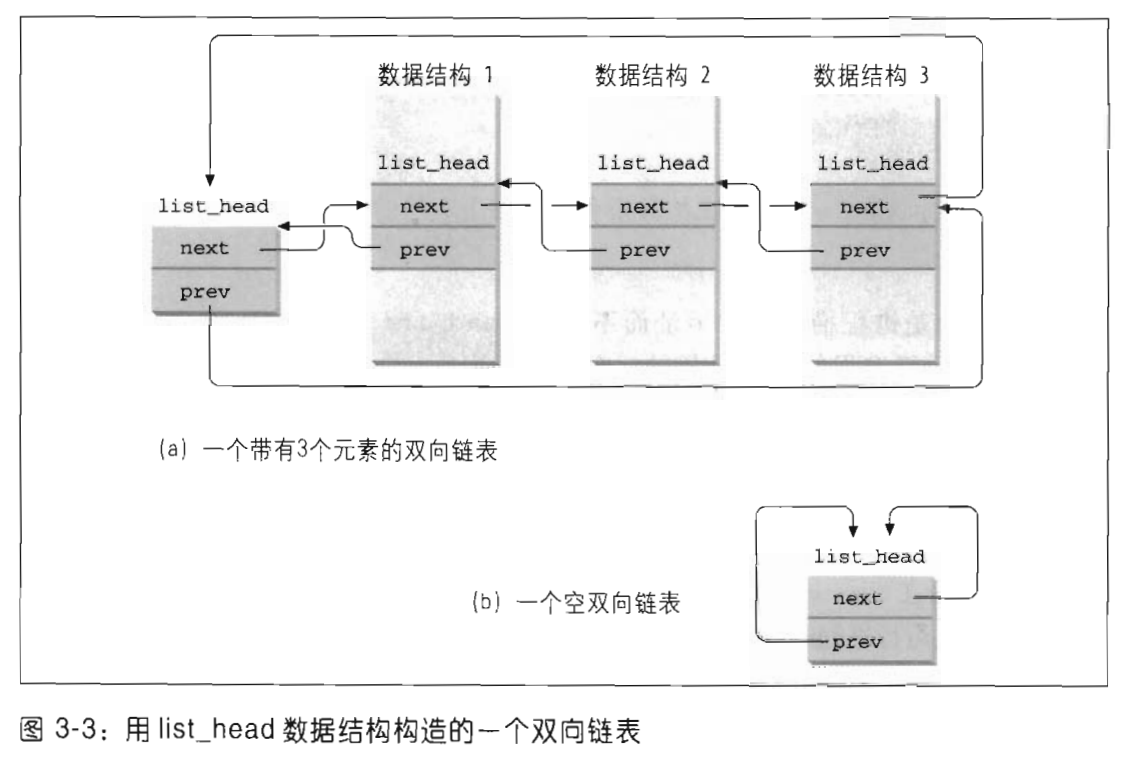 数据结构 1 数据结构 2 数据结构 3
list_head list_head list_head
list_head next next next
next prev prev prev
prev
(a) 一个带有3个元素的双向链表
list_head
next
(b) 一个空双向链表
prev
图 3-3：用 list_head 数据结构构造的一个双向链表